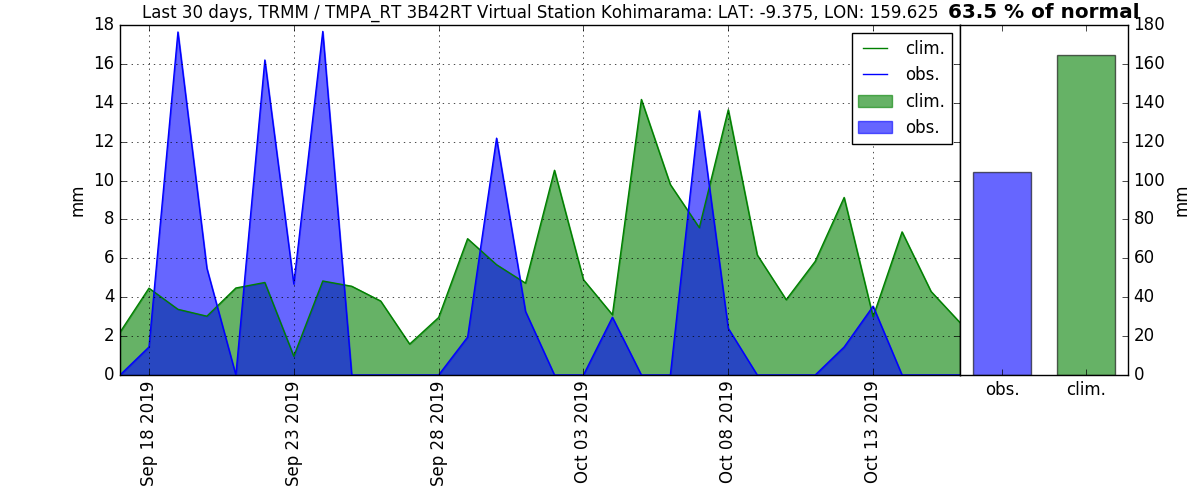 Last 30 days, TRMM / TMPA_RT 3B42RT Virtual Station Kohimarama: LAT: -9.375, LON: 159.625
63.5 % of normal
18
16
14
12
10
8
6
4
2
0
mm
clim.
obs.
clim.
obs.
Sep 18 2019
Sep 23 2019
Sep 28 2019
Oct 03 2019
Oct 08 2019
Oct 13 2019
180
160
140
120
100
80
60
40
20
0
mm
obs.
clim.